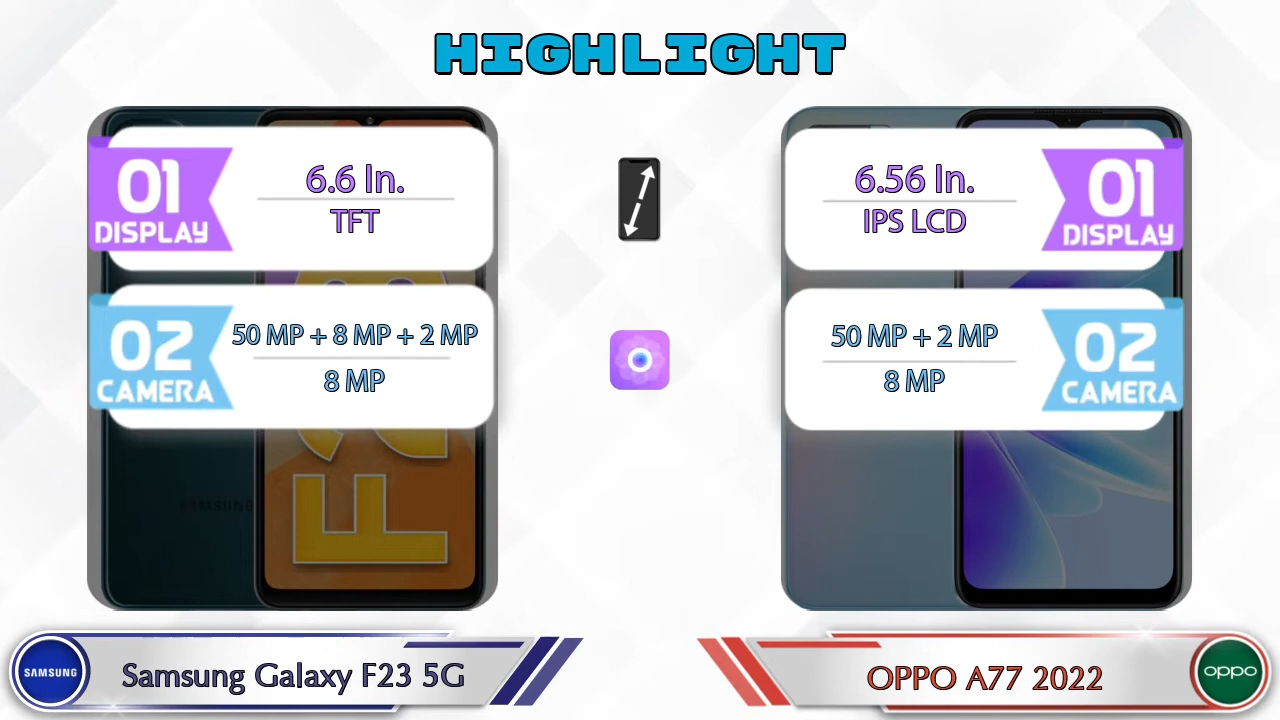 HIGHLIGHT
01
DISPLAY
6.6 In.
TFT
6.56 In.
IPS LCD
01
DISPLAY
02
CAMERA
50 MP + 8 MP + 2 MP
8 MP
50 MP + 2 MP
8 MP
02
CAMERA
SAMSUNG
F23
SAMSUNG
Samsung Galaxy F23 5G
OPPO A77 2022
oppo